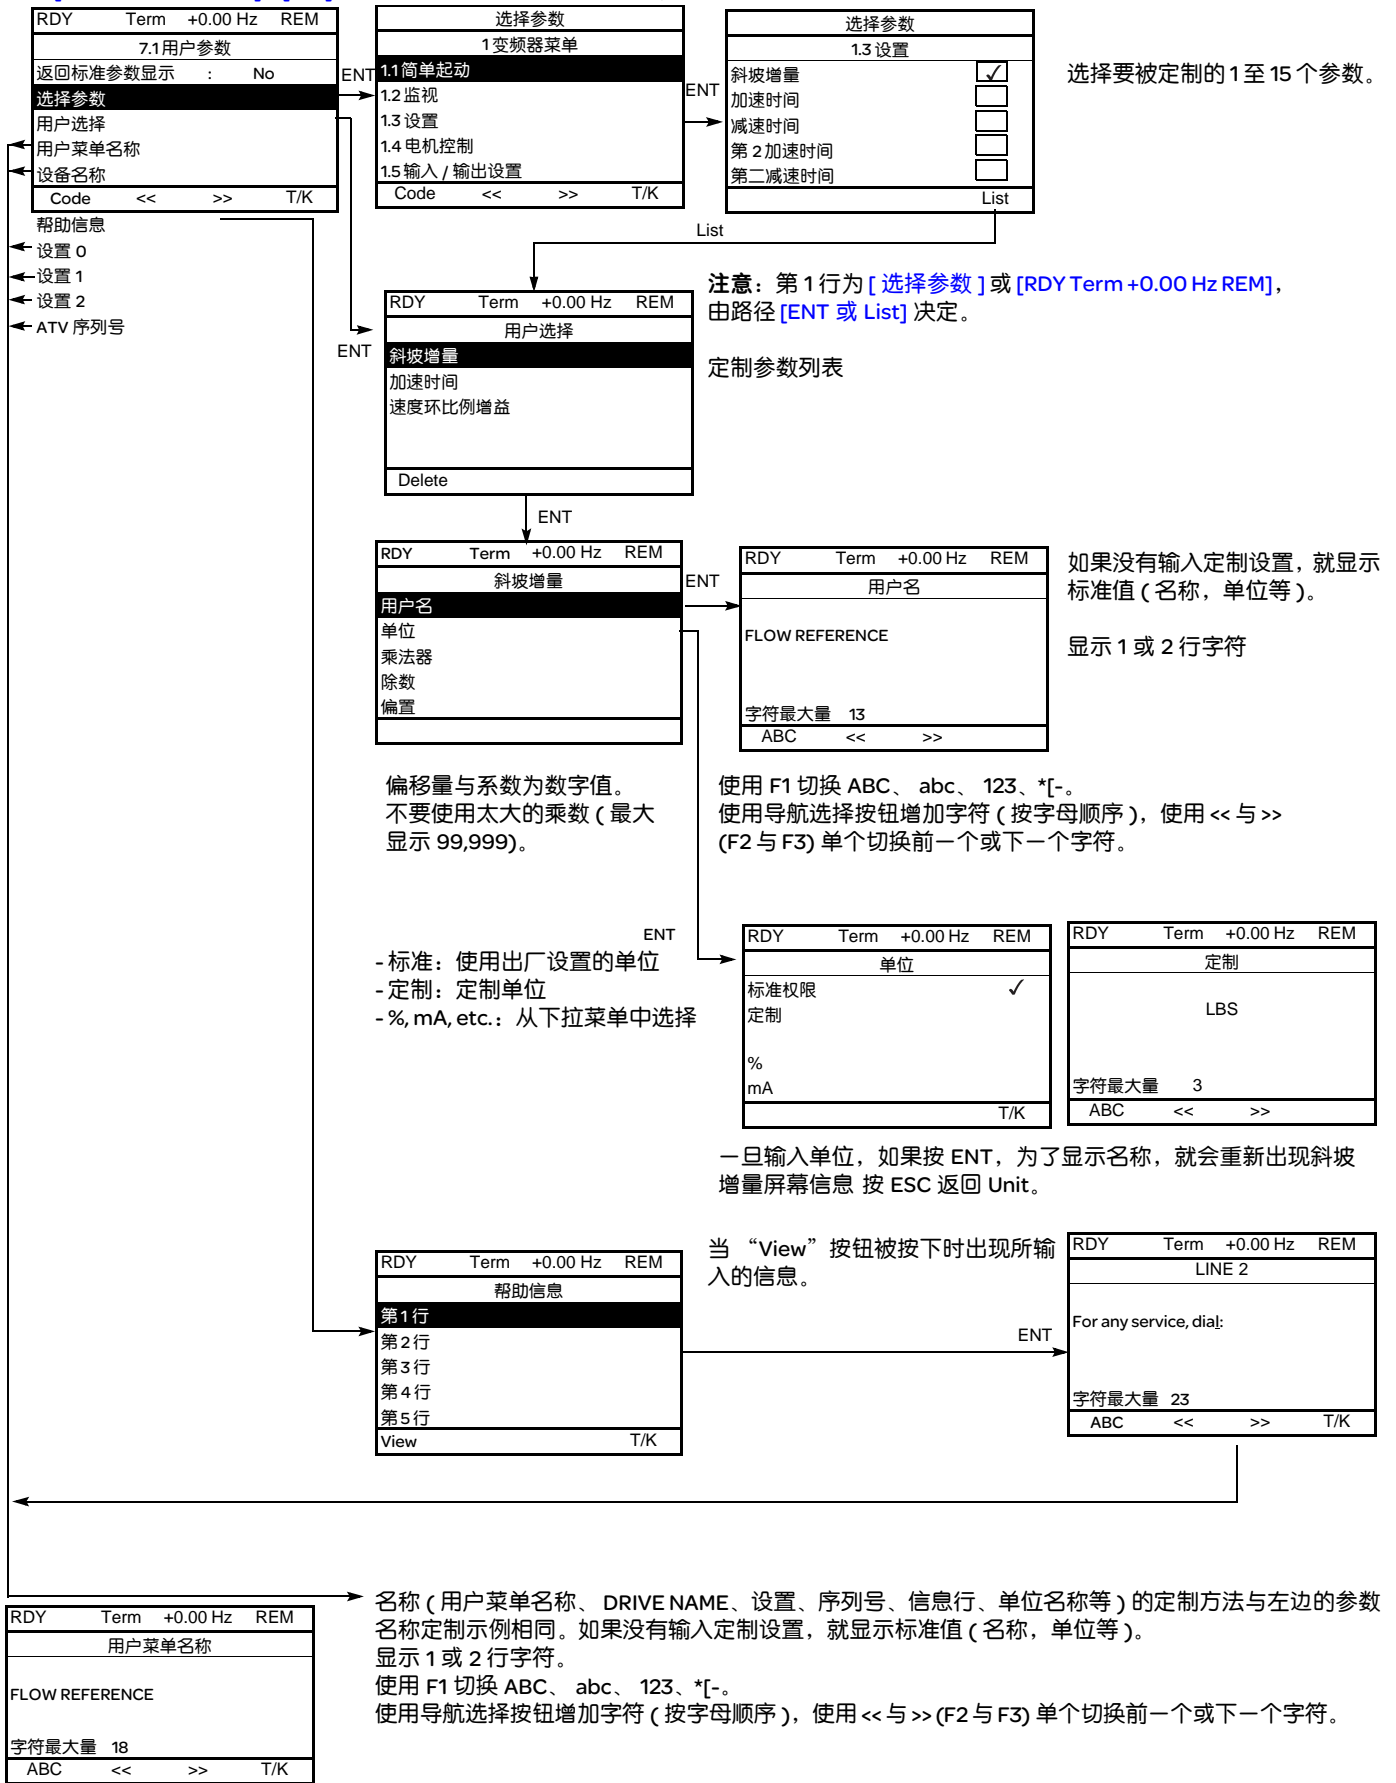 RDY Term +0.00 Hz REM
7.1 用户参数
返回标准参数显示 : No
选择参数
用户选择
用户菜单名称
设备名称
Code << >> T/K
帮助信息
设置 0
设置 1
设置 2
ATV 序列号
ENT
选择参数
1 变频器菜单
1.1 简单起动
1.2 监视
1.3 设置
1.4 电机控制
1.5 输入 / 输出设置
Code << >> T/K
ENT
选择参数
1.3 设置
斜坡增量 ✓
加速时间
减速时间
第 2 加速时间
第二减速时间
List
选择要被定制的 1 至 15 个参数。
List
ENT
RDY Term +0.00 Hz REM
用户选择
斜坡增量
加速时间
速度环比例增益
Delete
注意：第 1 行为 [ 选择参数 ] 或 [RDY Term +0.00 Hz REM]，
由路径 [ENT 或 List] 决定。
定制参数列表
ENT
RDY Term +0.00 Hz REM
斜坡增量
用户名
单位
乘法器
除数
偏置
ENT
RDY Term +0.00 Hz REM
用户名
FLOW REFERENCE
字符最大量 13
ABC << >>
如果没有输入定制设置，就显示
标准值 ( 名称，单位等 )。
显示 1 或 2 行字符
偏移量与系数为数字值。
不要使用太大的乘数 ( 最大
显示 99,999)。
使用 F1 切换 ABC、 abc、 123、*[-。
使用导航选择按钮增加字符 ( 按字母顺序 )，使用 << 与 >>
(F2 与 F3) 单个切换前一个或下一个字符。
ENT
- 标准：使用出厂设置的单位
- 定制：定制单位
- %, mA, etc.：从下拉菜单中选择
RDY Term +0.00 Hz REM
单位
标准权限 ✓
定制
%
mA
T/K
RDY Term +0.00 Hz REM
定制
LBS
字符最大量 3
ABC << >>
一旦输入单位，如果按 ENT，为了显示名称，就会重新出现斜坡
增量屏幕信息 按 ESC 返回 Unit。
RDY Term +0.00 Hz REM
帮助信息
第 1 行
第 2 行
第 3 行
第 4 行
第 5 行
View T/K
当 “View”按钮被按下时出现所输
入的信息。
ENT
RDY Term +0.00 Hz REM
LINE 2
For any service, dial:
字符最大量 23
ABC << >> T/K
名称 ( 用户菜单名称、 DRIVE NAME、设置、序列号、信息行、单位名称等 ) 的定制方法与左边的参数
名称定制示例相同。如果没有输入定制设置，就显示标准值 ( 名称，单位等 )。
显示 1 或 2 行字符。
使用 F1 切换 ABC、 abc、 123、*[-。
使用导航选择按钮增加字符 ( 按字母顺序 )，使用 << 与 >> (F2 与 F3) 单个切换前一个或下一个字符。
RDY Term +0.00 Hz REM
用户菜单名称
FLOW REFERENCE
字符最大量 18
ABC << >> T/K